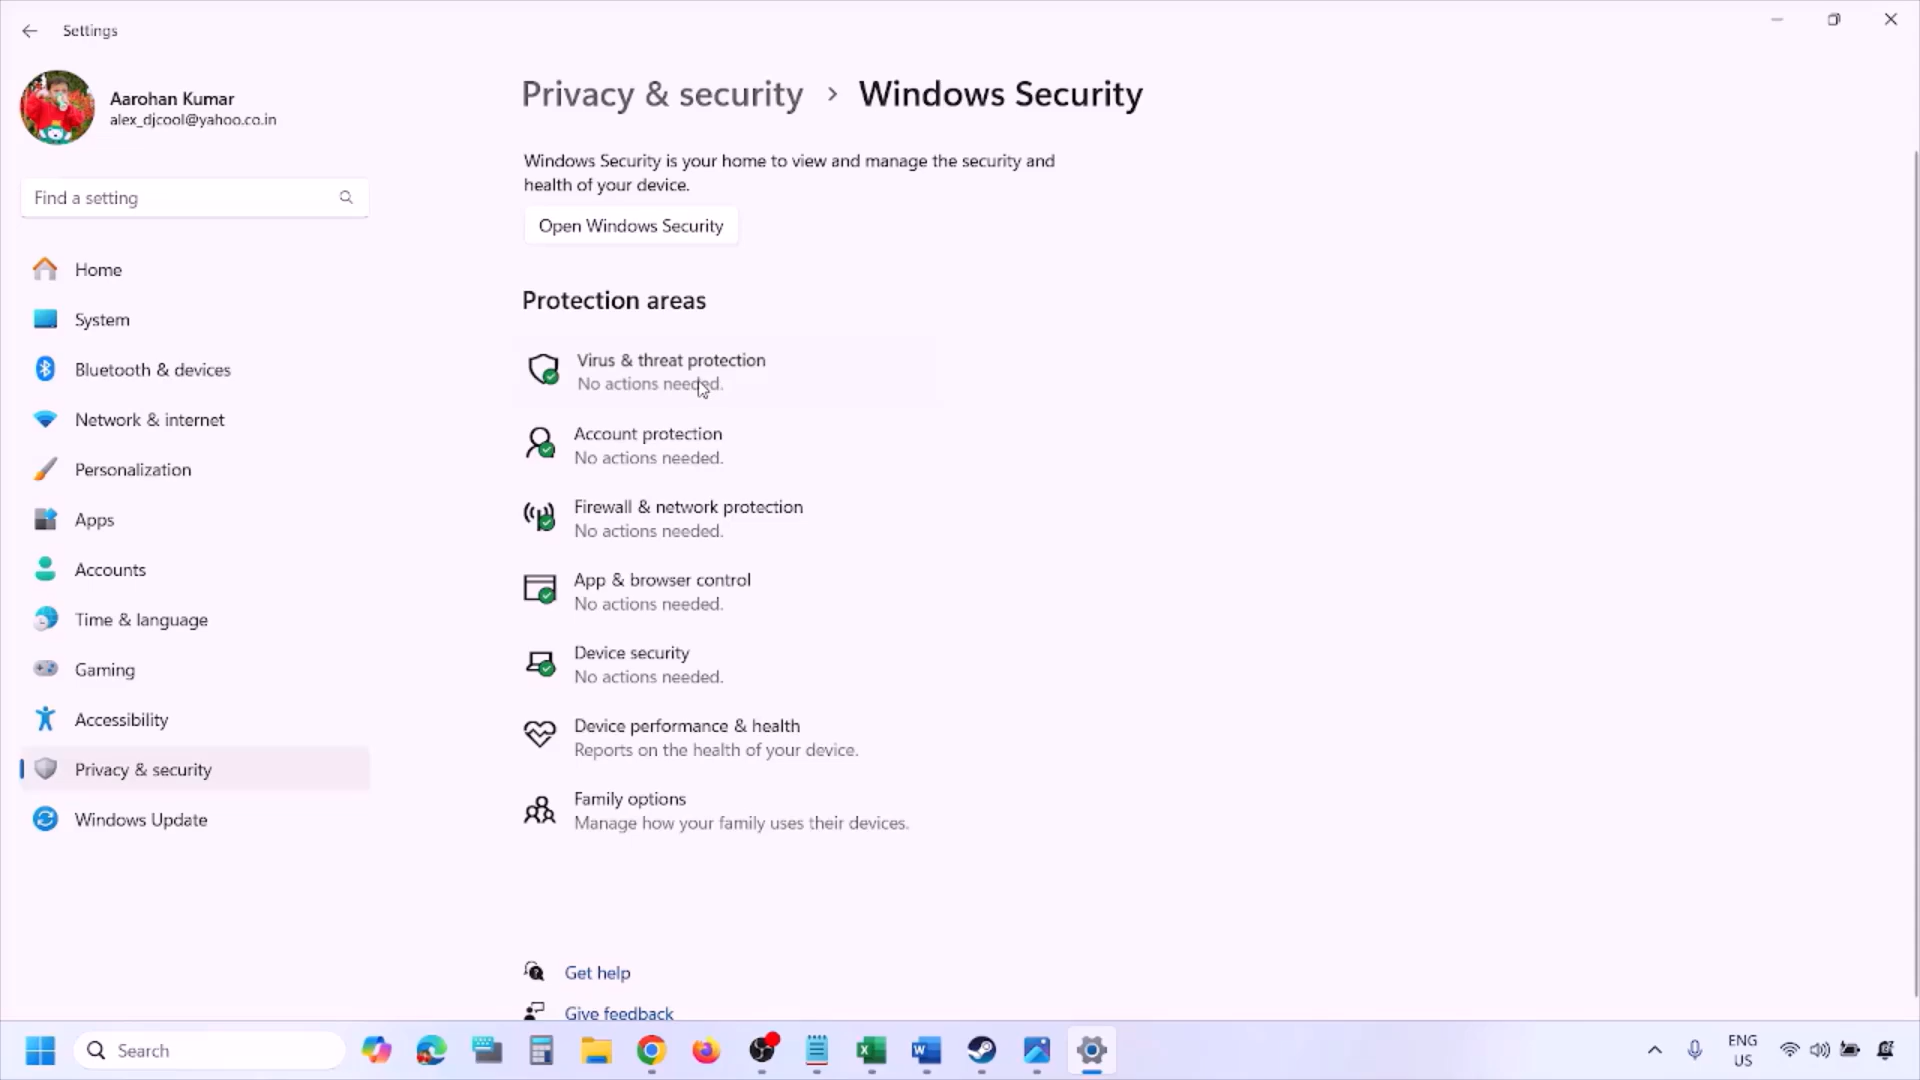 Settings
Aarohan Kumar
alex_djcool@yahoo.co.in
Find a setting
Home
System
Bluetooth & devices
Network & internet
Personalization
Apps
Accounts
Time & language
Gaming
Accessibility
Privacy & security
Windows Update
Privacy & security > Windows Security
Windows Security is your home to view and manage the security and
health of your device.
Open Windows Security
Protection areas
Virus & threat protection
No actions needed.
Account protection
No actions needed.
Firewall & network protection
No actions needed.
App & browser control
No actions needed.
Device security
No actions needed.
Device performance & health
Reports on the health of your device.
Family options
Manage how your family uses their devices.
Get help
Give feedback
Search
ENG
US